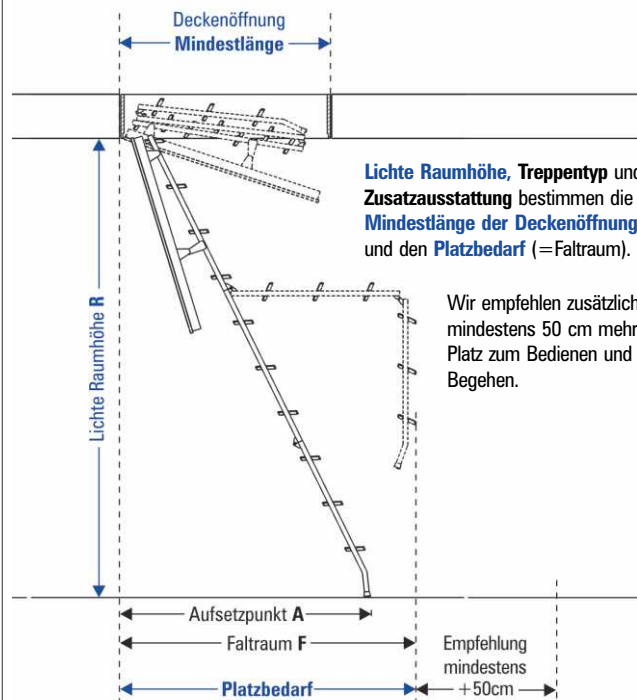 Deckenöffnung
Mindestlänge
Lichte Raumhöhe, Treppentyp und
Zusatzausstattung bestimmen die
Mindestlänge der Deckenöffnung
und den Platzbedarf (=Faltraum).
Wir empfehlen zusätzlich
mindestens 50 cm mehr
Platz zum Bedienen und
Begehen.
Lichte Raumhöhe R
Aufsetzpunkt A
Faltraum F
Platzbedarf
Empfehlung
mindestens
+50cm